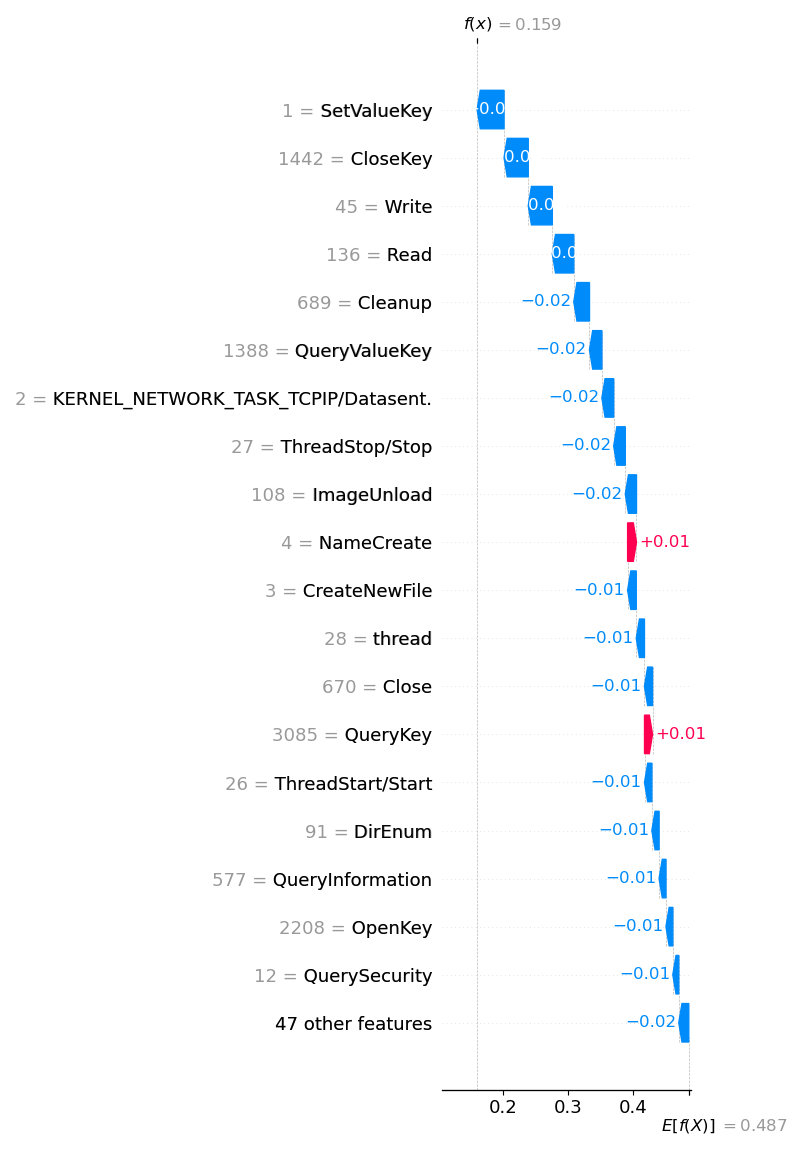 f(x) = 0.159
1 = SetValueKey
1442 = CloseKey
45 = Write
136 = Read
689 = Cleanup −0.02
1388 = QueryValueKey −0.02
2 = KERNEL_NETWORK_TASK_TCPIP/Datasent. −0.02
27 = ThreadStop/Stop −0.02
108 = ImageUnload −0.02
4 = NameCreate +0.01
3 = CreateNewFile −0.01
28 = thread −0.01
670 = Close −0.01
3085 = QueryKey +0.01
26 = ThreadStart/Start −0.01
91 = DirEnum −0.01
577 = QueryInformation −0.01
2208 = OpenKey −0.01
12 = QuerySecurity −0.01
47 other features −0.02
0.2 0.3 0.4
E[f(X)] = 0.487